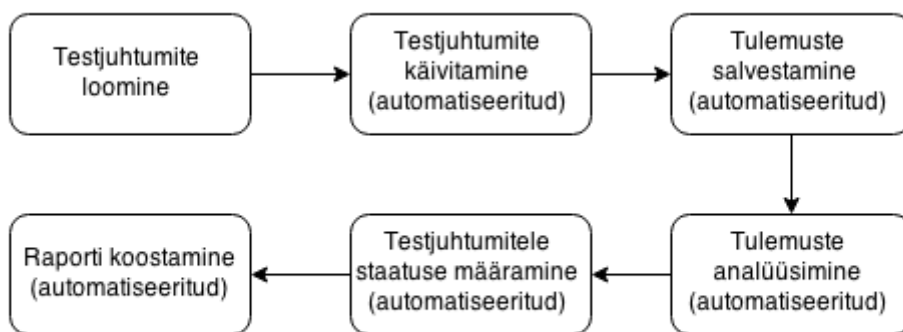 Testjuhtumite
loomine
Testjuhtumite
käivitamine
(automatiseeritud)
Tulemuste
salvestamine
(automatiseeritud)
Tulemuste
analüüsimine
(automatiseeritud)
Testjuhtumitele
staatuse määramine
(automatiseeritud)
Raporti koostamine
(automatiseeritud)